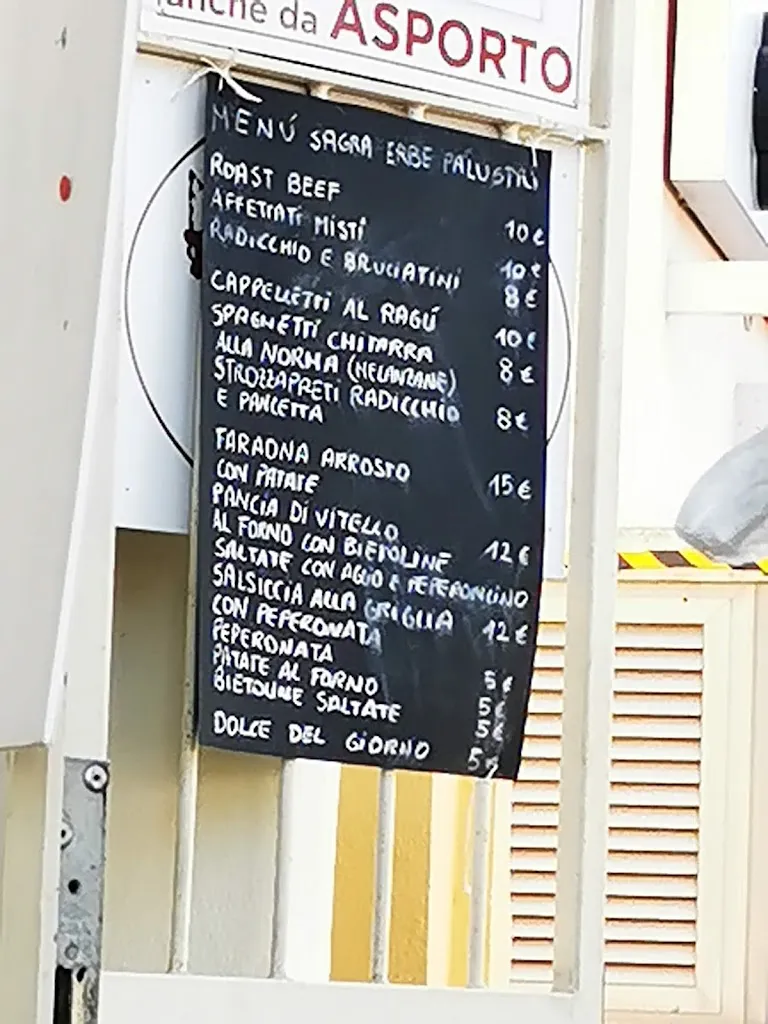 anche da ASPORTO
MENÚ SAGRA ERBE PALUSTRI
ROAST BEEF 10€
AFFETTATI MISTI 10€
RADICCHIO E BRUCIATINI 8€
CAPPELLETTI AL RAGÚ 10€
SPAGHETTI CHITARRA
ALLA NORMA (MELANZANE) 8€
STROZZAPRETI RADICCHIO
E PANCETTA 8€
FARAONA ARROSTO
CON PATATE 15€
PANCIA DI VITELLO
AL FORNO CON BIETOLINE 12€
SALTATE CON AGLIO E PEPERONCINO
SALSICCIA ALLA GRIGLIA
CON PEPERONATA 12€
PEPERONATA 5€
PATATE AL FORNO 5€
BIETOLINE SALTATE 5€
DOLCE DEL GIORNO 5€